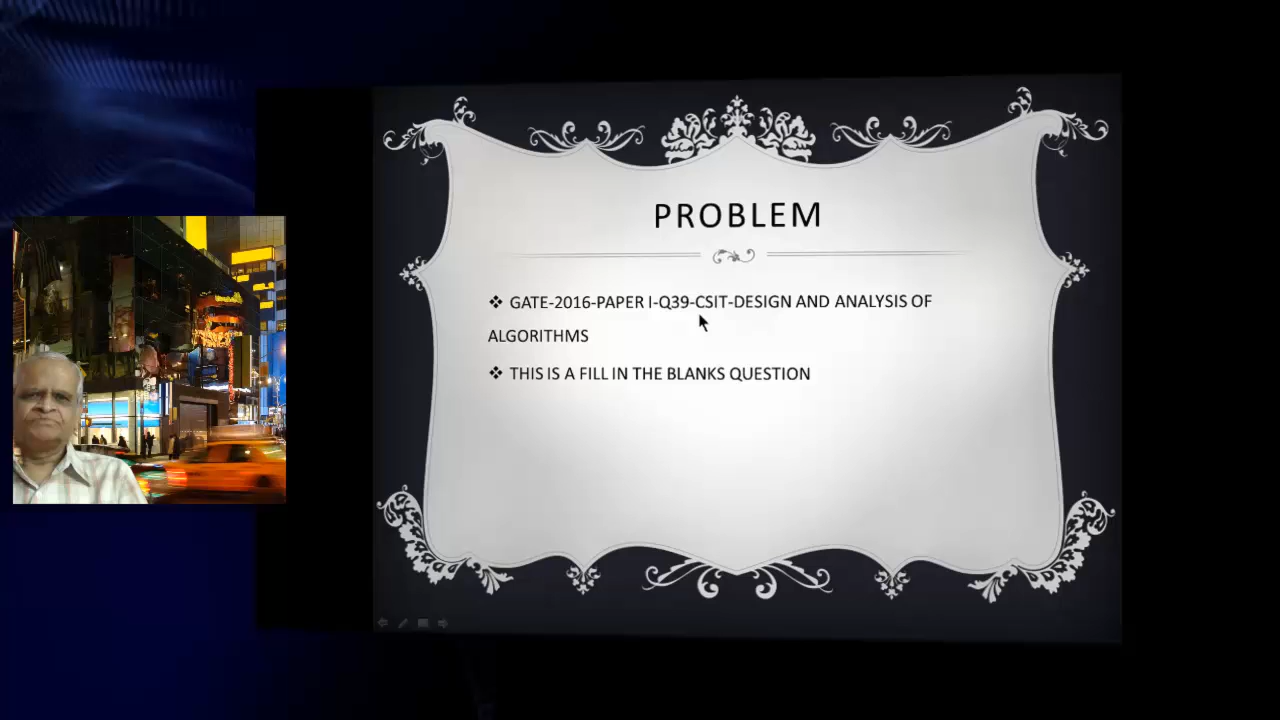 PROBLEM
❖ GATE-2016-PAPER I-Q39-CSIT-DESIGN AND ANALYSIS OF
ALGORITHMS
❖ THIS IS A FILL IN THE BLANKS QUESTION